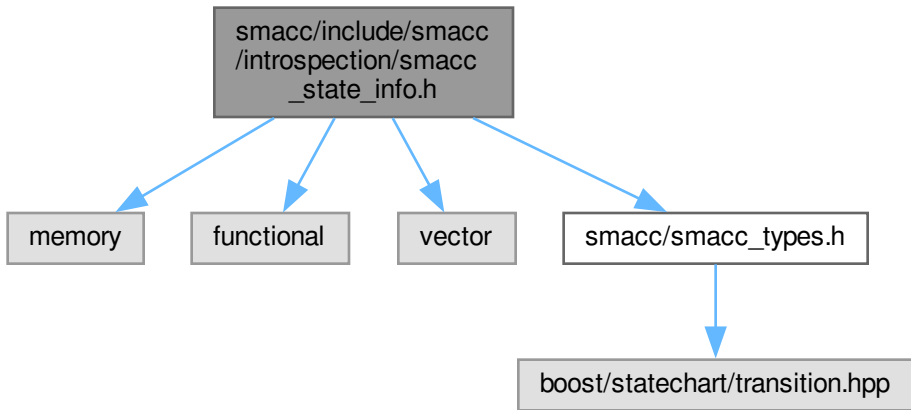 smacc/include/smacc
/introspection/smacc
_state_info.h
memory
functional
vector
smacc/smacc_types.h
boost/statechart/transition.hpp